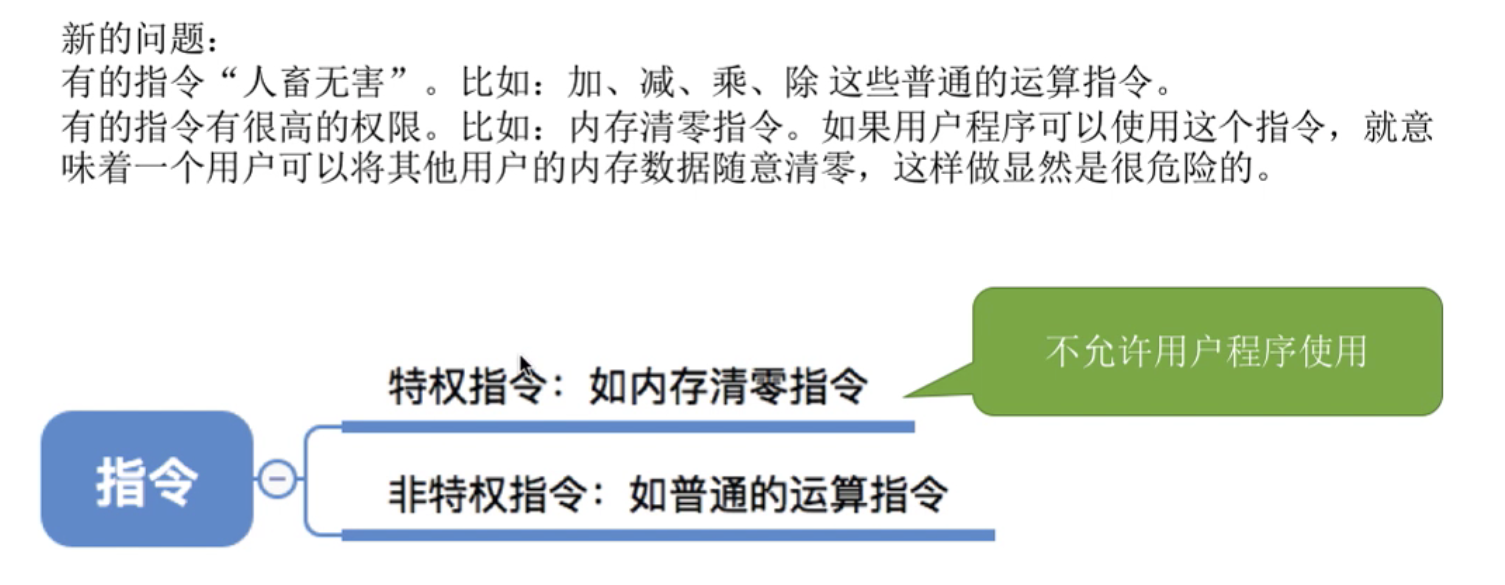 新的问题：
有的指令“人畜无害”。比如：加、减、乘、除 这些普通的运算指令。
有的指令有很高的权限。比如：内存清零指令。如果用户程序可以使用这个指令，就意
味着一个用户可以将其他用户的内存数据随意清零，这样做显然是很危险的。
不允许用户程序使用
特权指令：如内存清零指令
指令
非特权指令：如普通的运算指令